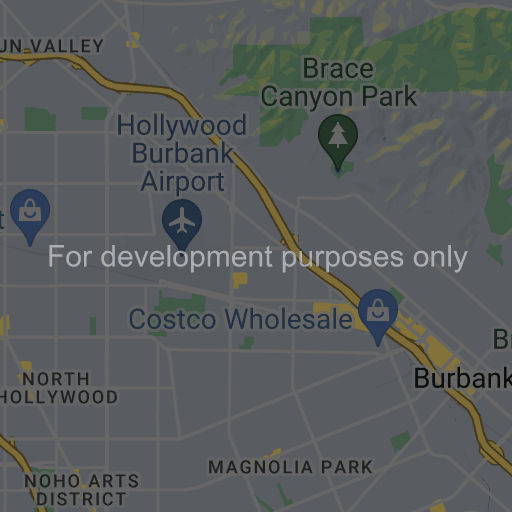 UN VALLEY
Brace
Canyon Park
Hollywood
Burbank
Airport
t
For development purposes only
Costco Wholesale
B
Burbank
NORTH
HOLLYWOOD
MAGNOLIA PARK
NOHO ARTS
DISTRICT